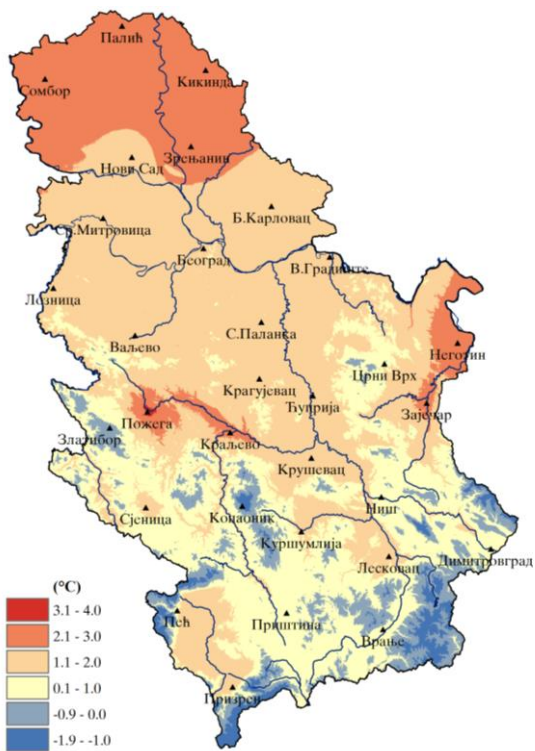 Палић
Кикинда
Сомбор
Зрењанин
Нови Сад
Б.Карловац
Ср.Митровица
Београд
В.Градиште
Лозница
С.Паланка
Ваљево
Неготин
Црни Врх
Крагујевац
Ћуприја
Зајечар
Пожега
Златибор
Краљево
Крушевац
Ниш
Сјеница
Копаоник
Куршумлија
Димитровград
Лесковац
Пећ
Приштина
Врање
Призрен
(°C)
3.1 - 4.0
2.1 - 3.0
1.1 - 2.0
0.1 - 1.0
-0.9 - 0.0
-1.9 - -1.0